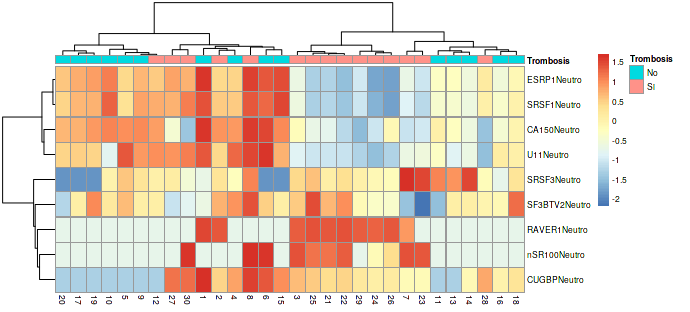 Trombosis
ESRP1Neutro
SRSF1Neutro
CA150Neutro
U11Neutro
SRSF3Neutro
SF3BTV2Neutro
RAVER1Neutro
nSR100Neutro
CUGBPNeutro
20 17 19 10 5 9 12 27 30 1 2 4 8 6 15 3 25 21 22 29 24 26 7 23 11 13 14 28 16 18
1.5
1
0.5
0
-0.5
-1
-1.5
-2
Trombosis
No
SI